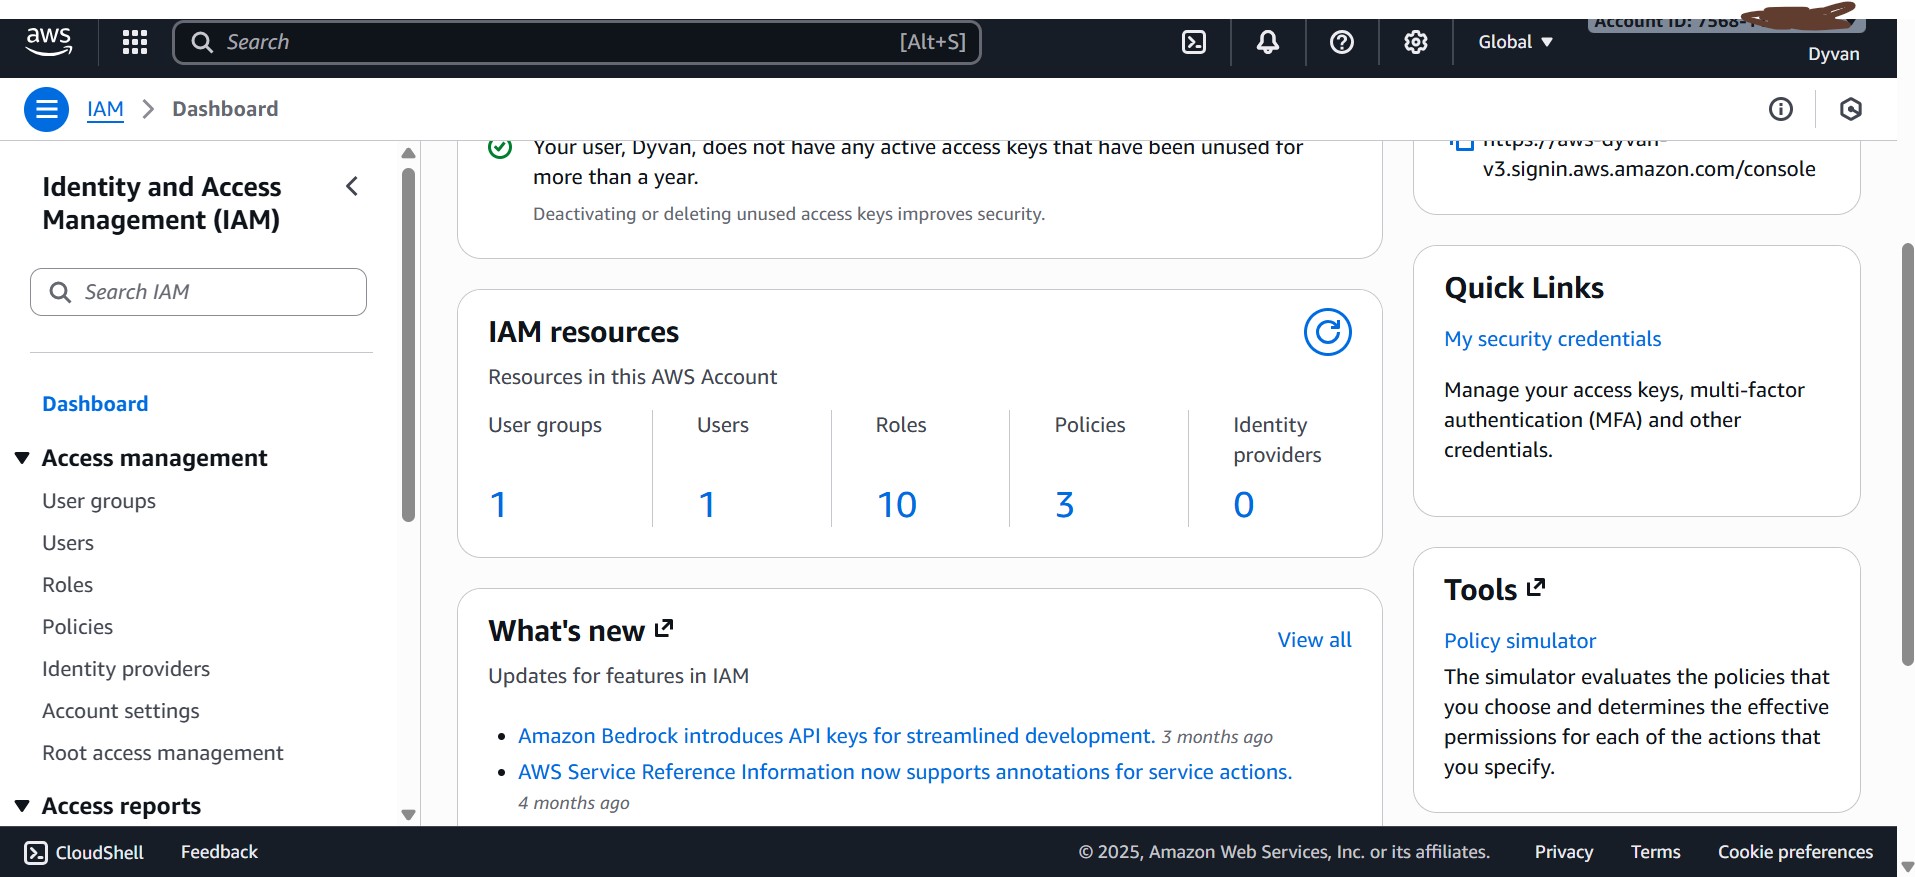 aws
Search
[Alt+S]
Global
Account ID: 7568-
Dyvan
IAM
Dashboard
Identity and Access
Management (IAM)
Search IAM
Dashboard
Access management
User groups
Users
Roles
Policies
Identity providers
Account settings
Root access management
Access reports
Your user, Dyvan, does not have any active access keys that have been unused for
more than a year.
Deactivating or deleting unused access keys improves security.
IAM resources
Resources in this AWS Account
User groups
1
Users
1
Roles
10
Policies
3
Identity
providers
0
What's new
View all
Updates for features in IAM
Amazon Bedrock introduces API keys for streamlined development. 3 months ago
AWS Service Reference Information now supports annotations for service actions.
4 months ago
https://aws-dyvan-
v3.signin.aws.amazon.com/console
Quick Links
My security credentials
Manage your access keys, multi-factor
authentication (MFA) and other
credentials.
Tools
Policy simulator
The simulator evaluates the policies that
you choose and determines the effective
permissions for each of the actions that
you specify.
CloudShell
Feedback
© 2025, Amazon Web Services, Inc. or its affiliates.
Privacy
Terms
Cookie preferences